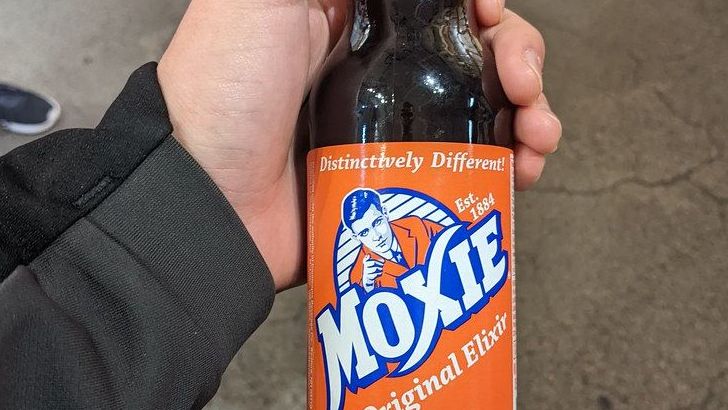 Distinctively Different!
Est.
1884
MOXIE
Original Elixir